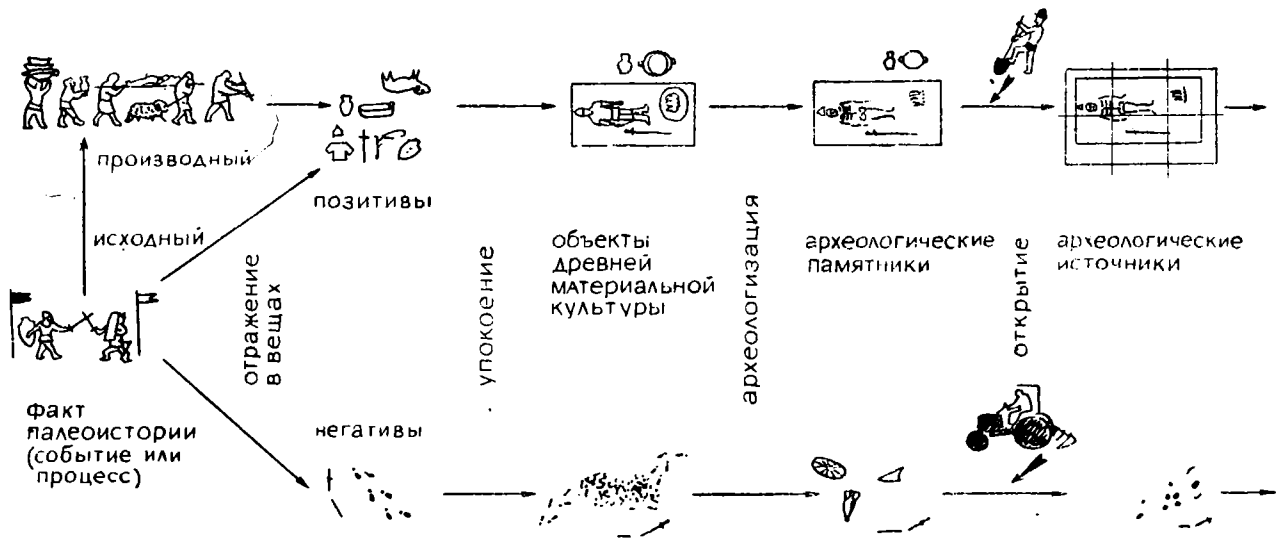 производный
позитивы
исходный
отражение
в вещах
упокоение
объекты
древней
материальной
культуры
археологизация
археологические
памятники
открытие
археологические
источники
факт
палеоистории
(событие или
процесс)
негативы